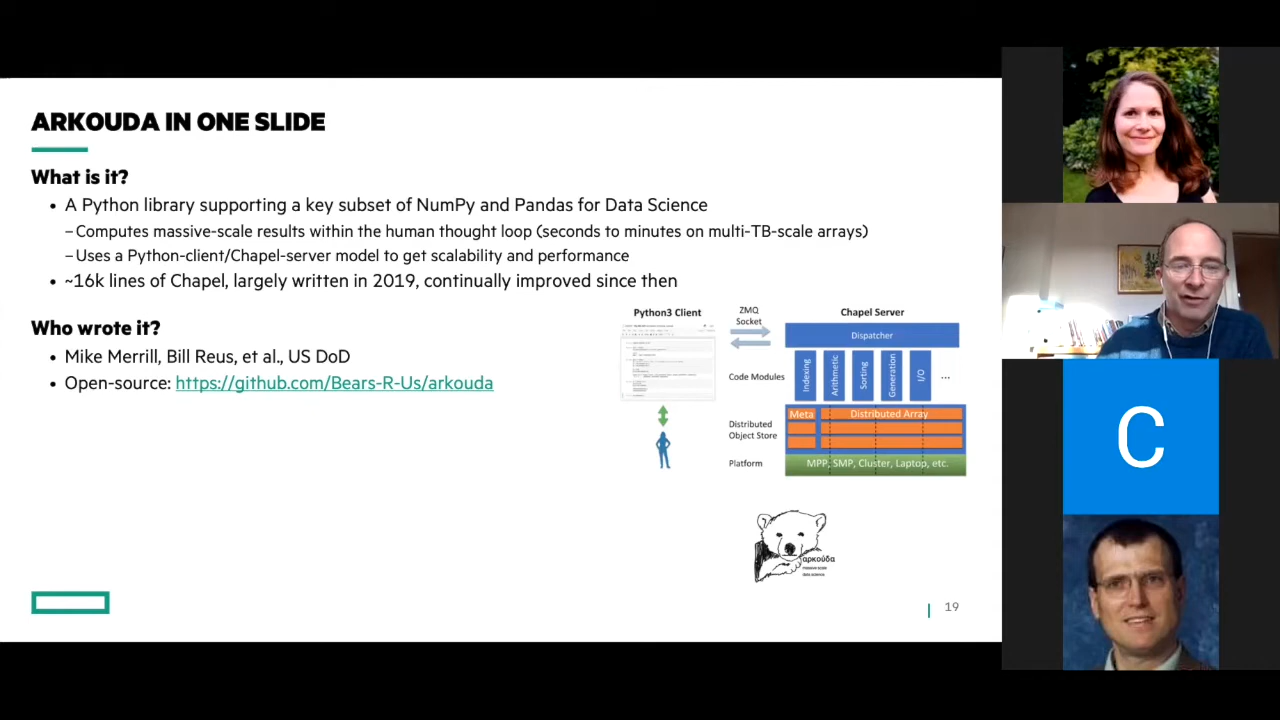 ARKOUDA IN ONE SLIDE
What is it?
• A Python library supporting a key subset of NumPy and Pandas for Data Science
– Computes massive-scale results within the human thought loop (seconds to minutes on multi-TB-scale arrays)
– Uses a Python-client/Chapel-server model to get scalability and performance
• ~16k lines of Chapel, largely written in 2019, continually improved since then
Who wrote it?
• Mike Merrill, Bill Reus, et al., US DoD
• Open-source: https://github.com/Bears-R-Us/arkouda
Python3 Client
ZMQ
Socket
Chapel Server
Dispatcher
Code Modules
Indexing
Arithmetic
Sorting
Generation
I/O
...
Distributed
Object Store
Meta
Distributed Array
Platform
MPP, SMP, Cluster, Laptop, etc.
αρκούδα
massive scale
data science
19
C